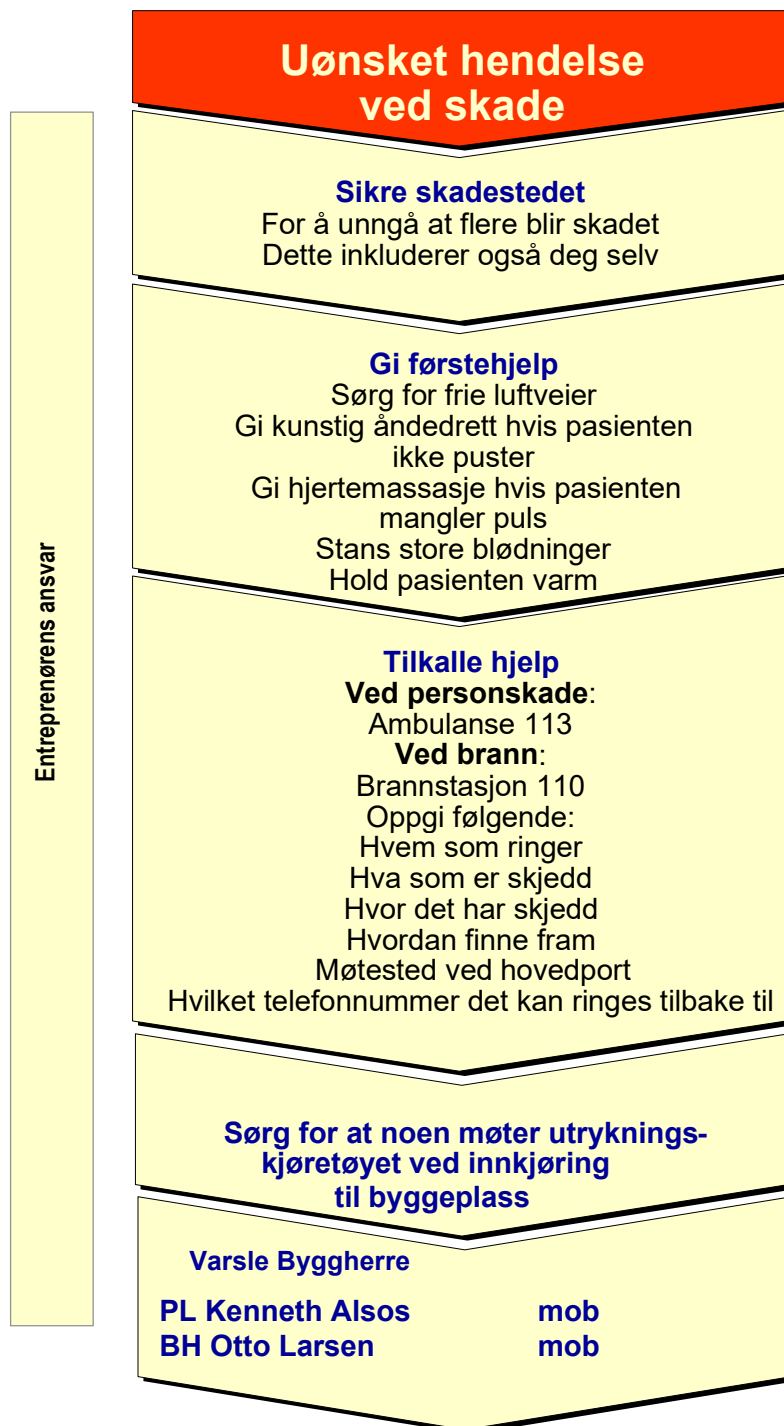 Uønsket hendelse
ved skade
Entreprenørens ansvar
Sikre skadestedet
For å unngå at flere blir skadet
Dette inkluderer også deg selv
Gi førstehjelp
Sørg for frie luftveier
Gi kunstig åndedrett hvis pasienten
ikke puster
Gi hjertemassasje hvis pasienten
mangler puls
Stans store blødninger
Hold pasienten varm
Tilkalle hjelp
Ved personskade:
Ambulanse 113
Ved brann:
Brannstasjon 110
Oppgi følgende:
Hvem som ringer
Hva som er skjedd
Hvor det har skjedd
Hvordan finne fram
Møtested ved hovedport
Hvilket telefonnummer det kan ringes tilbake til
Sørg for at noen møter utryknings-
kjøretøyet ved innkjøring
til byggeplass
Varsle Byggherre
PL Kenneth Alsos mob
BH Otto Larsen mob